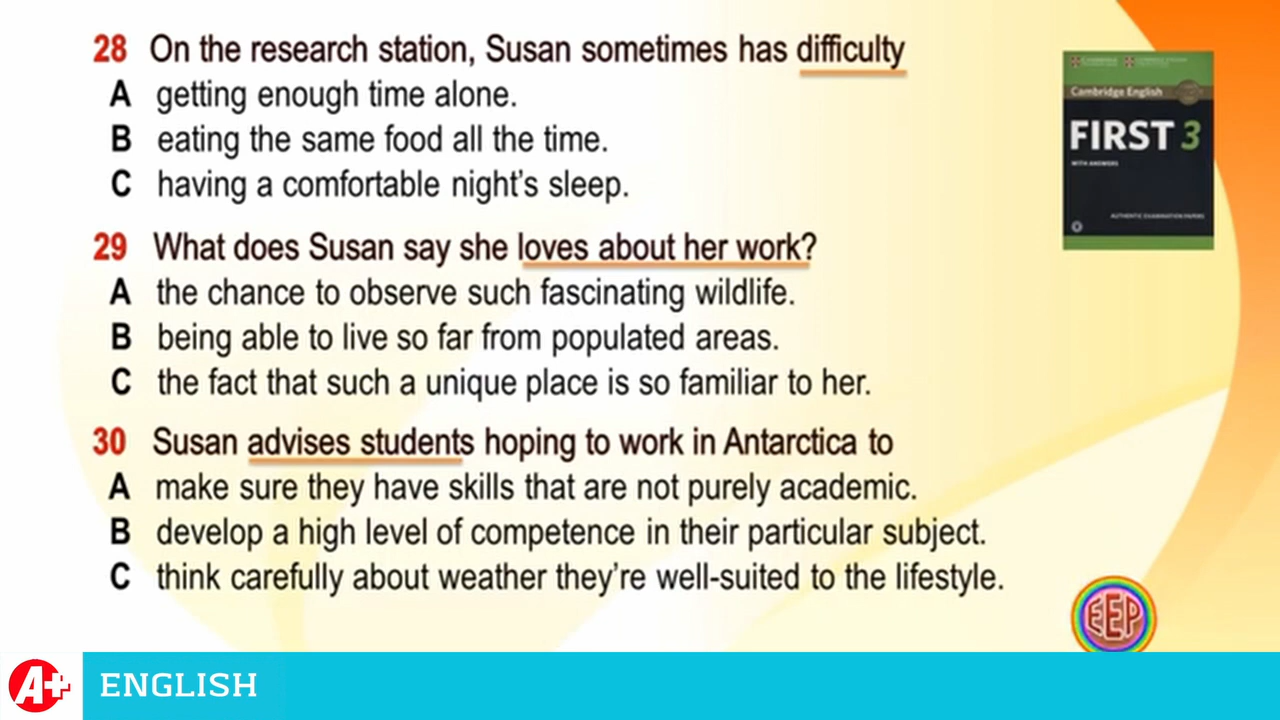 28 On the research station, Susan sometimes has difficulty
A getting enough time alone.
B eating the same food all the time.
C having a comfortable night's sleep.
29 What does Susan say she loves about her work?
A the chance to observe such fascinating wildlife.
B being able to live so far from populated areas.
C the fact that such a unique place is so familiar to her.
30 Susan advises students hoping to work in Antarctica to
A make sure they have skills that are not purely academic.
B develop a high level of competence in their particular subject.
C think carefully about weather they're well-suited to the lifestyle.
Cambridge English
FIRST 3
WITH ANSWERS
AUTHENTIC EXAMINATION PAPERS
EEP
A+ ENGLISH